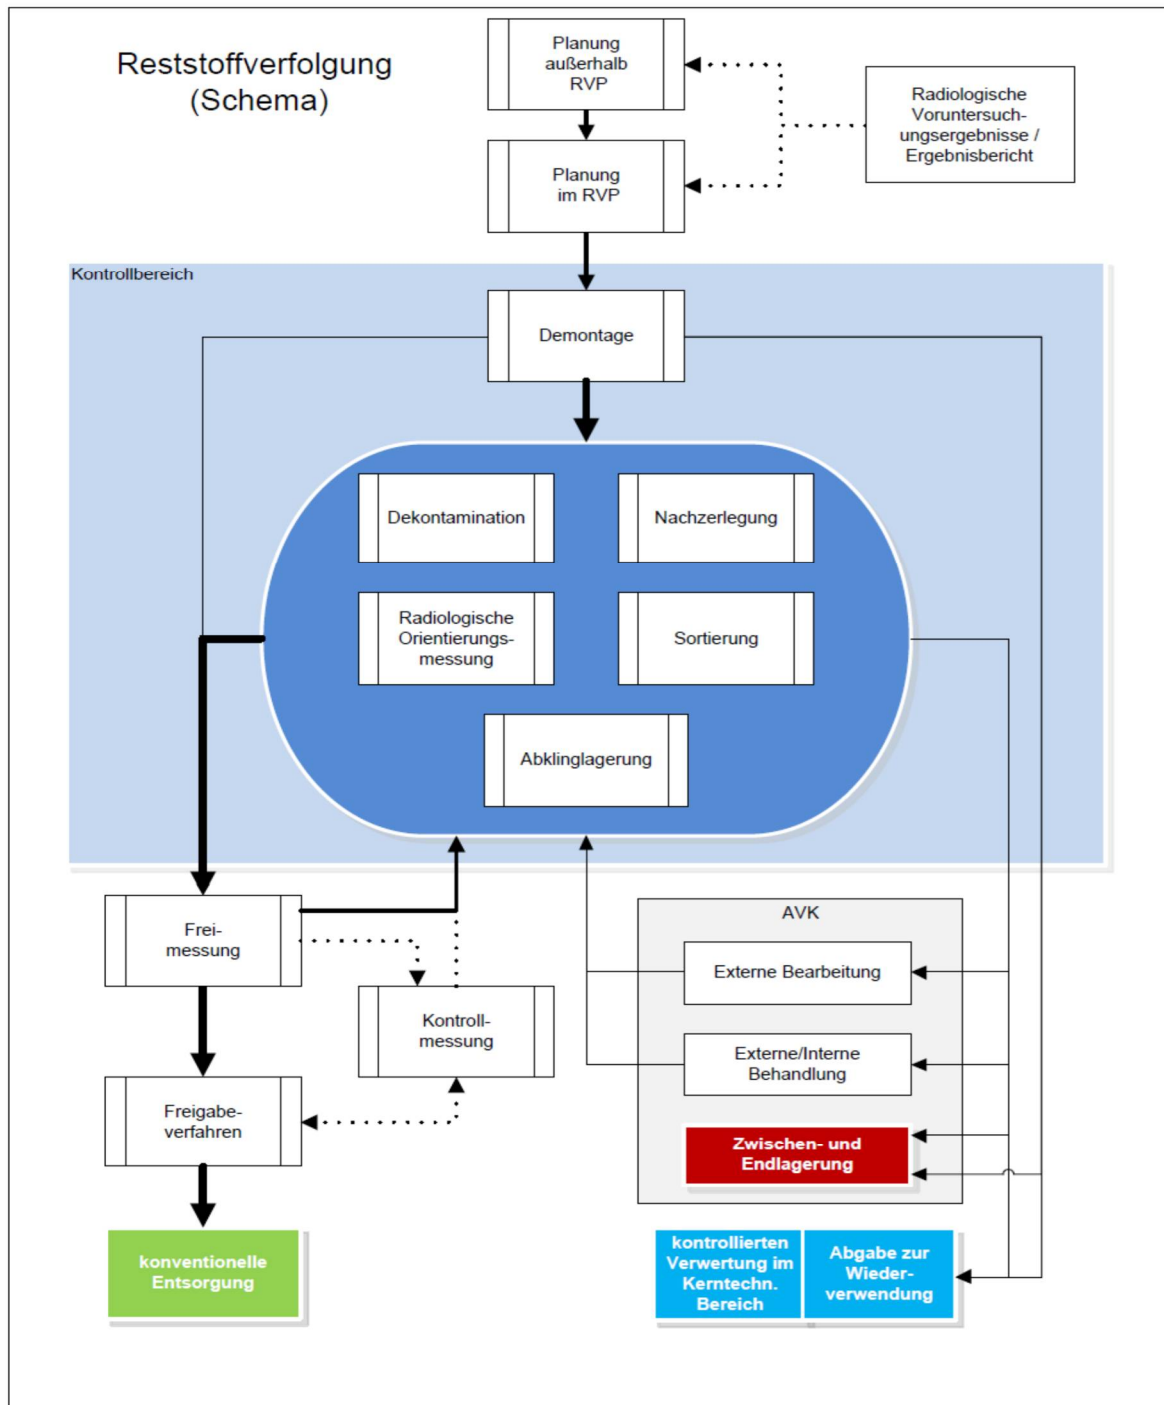 Reststoffverfolgung
(Schema)
Planung
außerhalb
RVP
Radiologische
Voruntersuch-
ungsergebnisse /
Ergebnisbericht
Planung
im RVP
Kontrollbereich
Demontage
Dekontamination
Nachzerlegung
Radiologische
Orientierungs-
messung
Sortierung
Abklinglagerung
Frei-
messung
Kontroll-
messung
Freigabe-
verfahren
konventionelle
Entsorgung
AVK
Externe Bearbeitung
Externe/Interne
Behandlung
Zwischen- und
Endlagerung
kontrollierten
Verwertung im
Kerntechn.
Bereich
Abgabe zur
Wieder-
verwendung